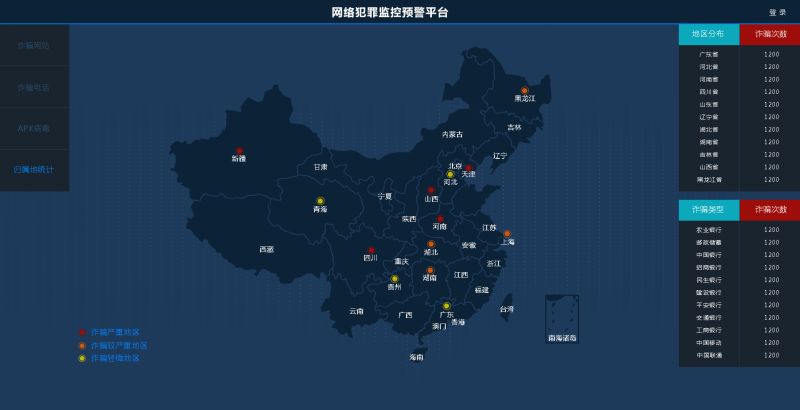 网络犯罪监控预警平台
登录
诈骗网站
诈骗电话
APK病毒
归属地统计
地区分布 诈骗次数
广东省 1200
河北省 1200
河南省 1200
四川省 1200
山东省 1200
辽宁省 1200
湖北省 1200
湖南省 1200
吉林省 1200
山西省 1200
黑龙江省 1200
诈骗类型 诈骗次数
农业银行 1200
邮政储蓄 1200
中国银行 1200
招商银行 1200
民生银行 1200
建设银行 1200
平安银行 1200
交通银行 1200
工商银行 1200
中国移动 1200
中国联通 1200
黑龙江
吉林
内蒙古
辽宁
新疆
甘肃
北京
天津
河北
宁夏
山西
青海
陕西
河南
江苏
上海
安徽
湖北
西藏
四川
重庆
浙江
湖南
江西
贵州
福建
云南
广西
广东
台湾
香港
澳门
海南
南海诸岛
诈骗严重地区
诈骗较严重地区
诈骗轻微地区